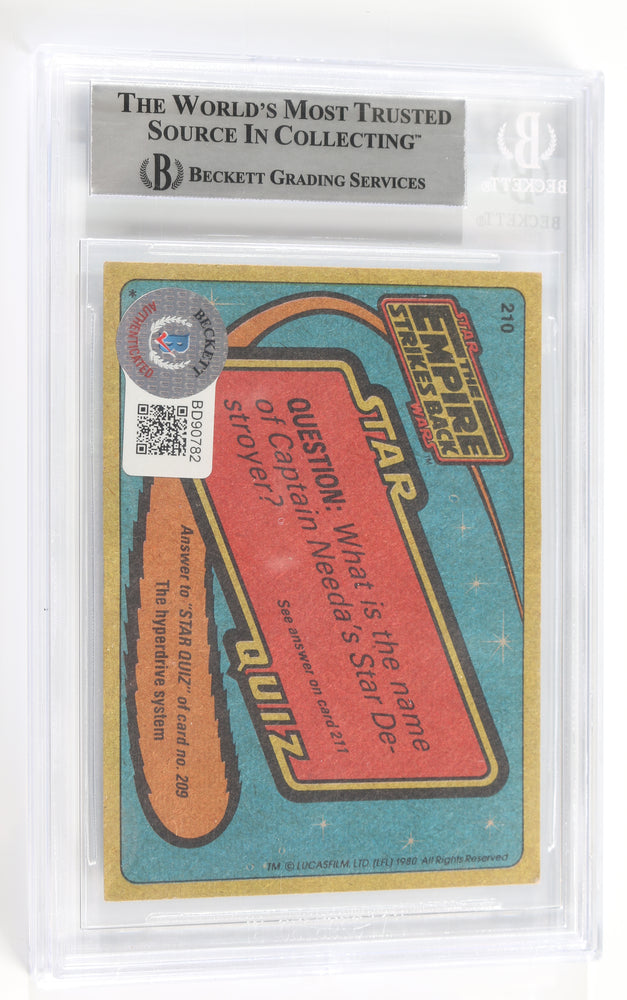 THE WORLD'S MOST TRUSTED
SOURCE IN COLLECTING™
B BECKETT GRADING SERVICES
B
BECKETT®
BECKETT
AUTHENTICATED
B
BD90782
210
STAR
THE
EMPIRE
STRIKES BACK
WARS™
STAR
QUIZ
QUESTION: What is the name
of Captain Needa's Star De-
stroyer?
See answer on card 211
Answer to "STAR QUIZ" of card no. 209
The hyperdrive system
*
TM © LUCASFILM, LTD. (LFL) 1980 All Rights Reserved